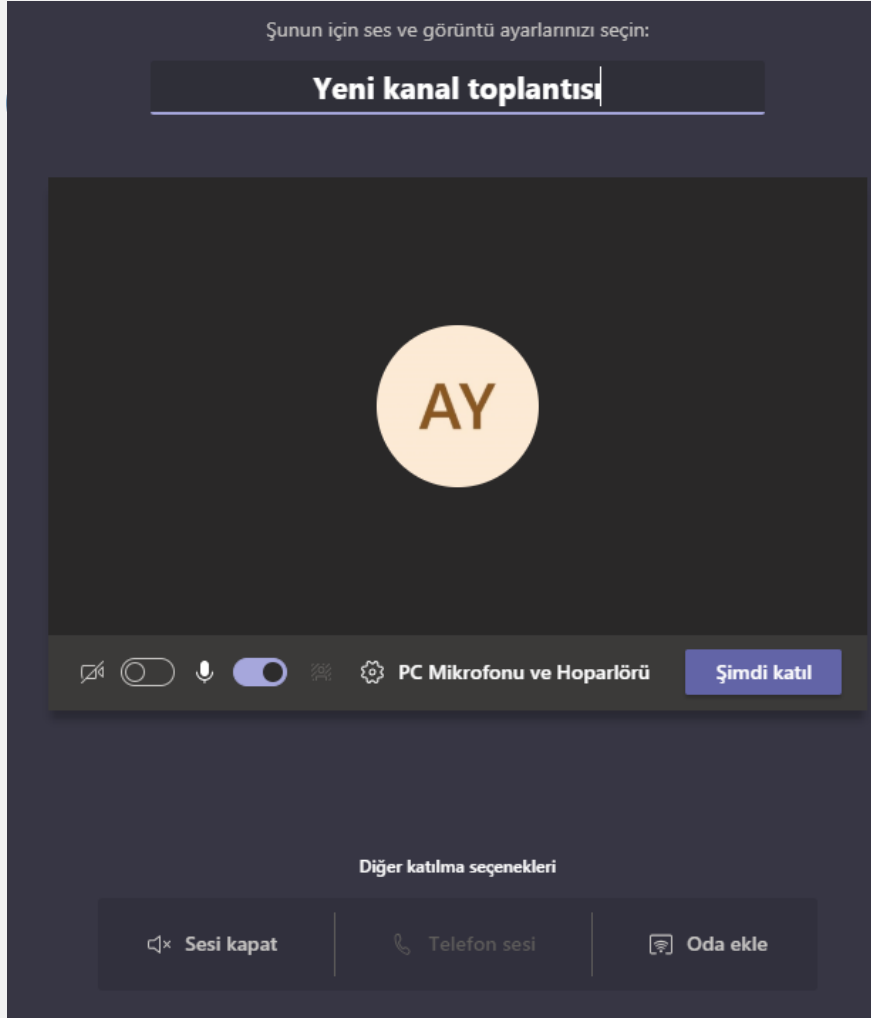 Şunun için ses ve görüntü ayarlarınızı seçin:
Yeni kanal toplantısı
AY
PC Mikrofonu ve Hoparlörü
Şimdi katıl
Diğer katılma seçenekleri
Sesi kapat
Telefon sesi
Oda ekle